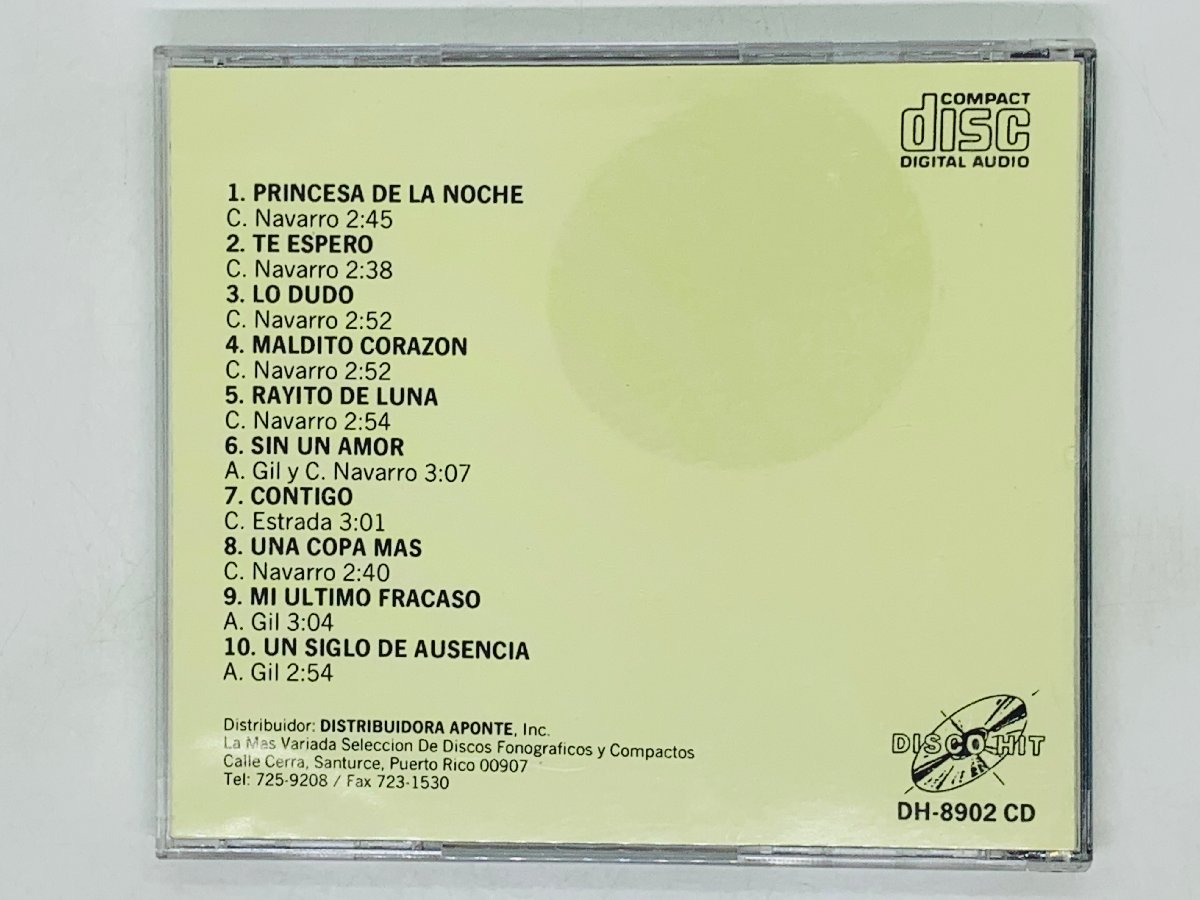 COMPACT
disc
DIGITAL AUDIO
1. PRINCESA DE LA NOCHE
C. Navarro 2:45
2. TE ESPERO
C. Navarro 2:38
3. LO DUDO
C. Navarro 2:52
4. MALDITO CORAZON
C. Navarro 2:52
5. RAYITO DE LUNA
C. Navarro 2:54
6. SIN UN AMOR
A. Gil y C. Navarro 3:07
7. CONTIGO
C. Estrada 3:01
8. UNA COPA MAS
C. Navarro 2:40
9. MI ULTIMO FRACASO
A. Gil 3:04
10. UN SIGLO DE AUSENCIA
A. Gil 2:54
Distribuidor: DISTRIBUIDORA APONTE, Inc.
La Mas Variada Seleccion De Discos Fonograficos y Compactos
Calle Cerra, Santurce, Puerto Rico 00907
Tel: 725-9208 / Fax 723-1530
DISCO HIT
DH-8902 CD